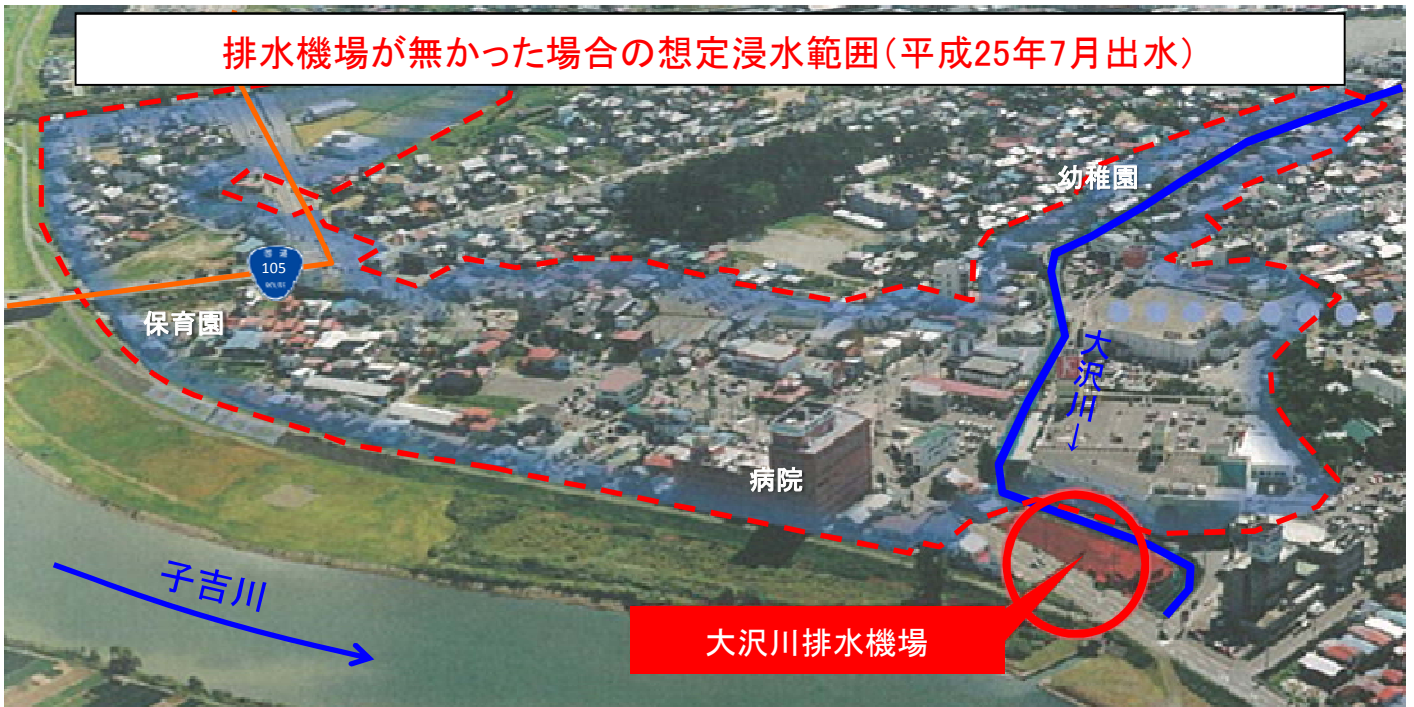 排水機場が無かった場合の想定浸水範囲(平成25年7月出水)
幼稚園
105
保育園
大沢川→
病院
子吉川
大沢川排水機場